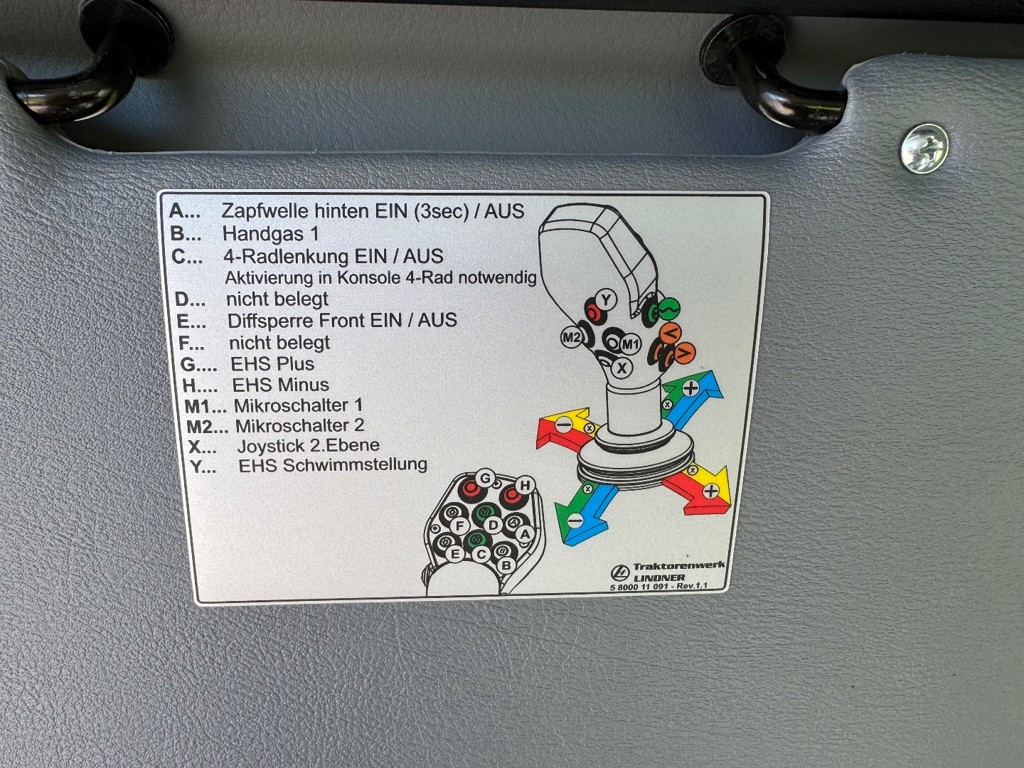 A... Zapfwelle hinten EIN (3sec) / AUS
B... Handgas 1
C... 4-Radlenkung EIN / AUS
Aktivierung in Konsole 4-Rad notwendig
D... nicht belegt
E... Diffsperre Front EIN / AUS
F... nicht belegt
G.... EHS Plus
H.... EHS Minus
M1... Mikroschalter 1
M2... Mikroschalter 2
X... Joystick 2.Ebene
Y... EHS Schwimmstellung
Y
M2
M1
X
+
x
−
x
x
+
x
−
G
H
F
D
A
E
C
B
Traktorenwerk
LINDNER
5 8000 11 091 - Rev.1.1